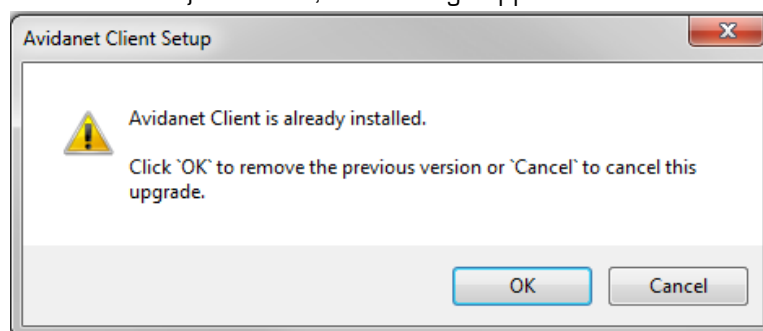 Avidanet Client Setup
Avidanet Client is already installed.
Click `OK` to remove the previous version or `Cancel` to cancel this
upgrade.
OK
Cancel